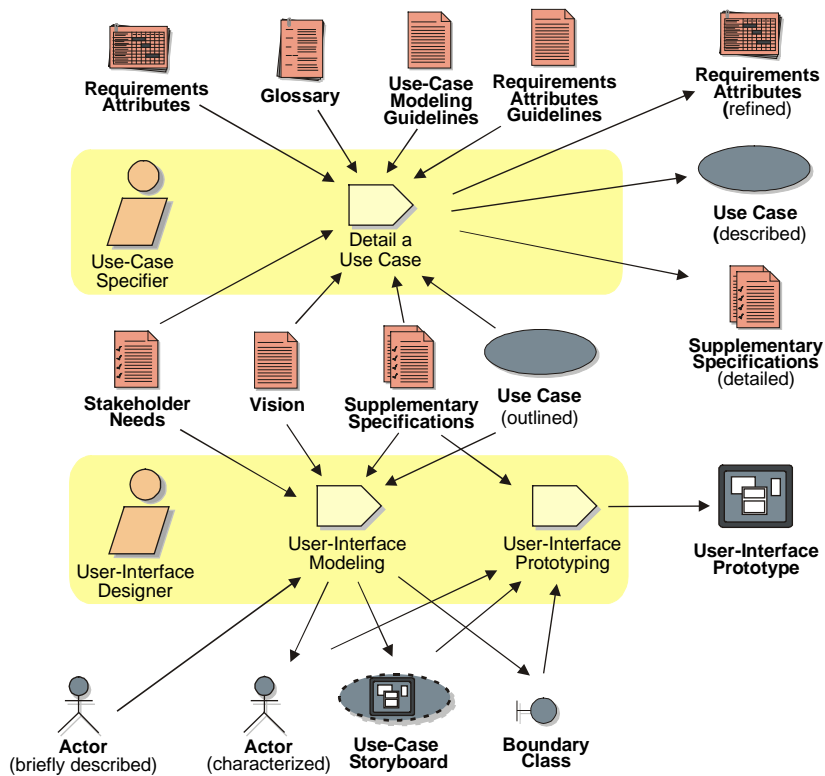 Requirements
Attributes
Glossary
Use-Case
Modeling
Guidelines
Requirements
Attributes
Guidelines
Requirements
Attributes
(refined)
Use-Case
Specifier
Detail a
Use Case
Use Case
(described)
Stakeholder
Needs
Vision
Supplementary
Specifications
Use Case
(outlined)
Supplementary
Specifications
(detailed)
User-Interface
Designer
User-Interface
Modeling
User-Interface
Prototyping
User-Interface
Prototype
Actor
(briefly described)
Actor
(characterized)
Use-Case
Storyboard
Boundary
Class